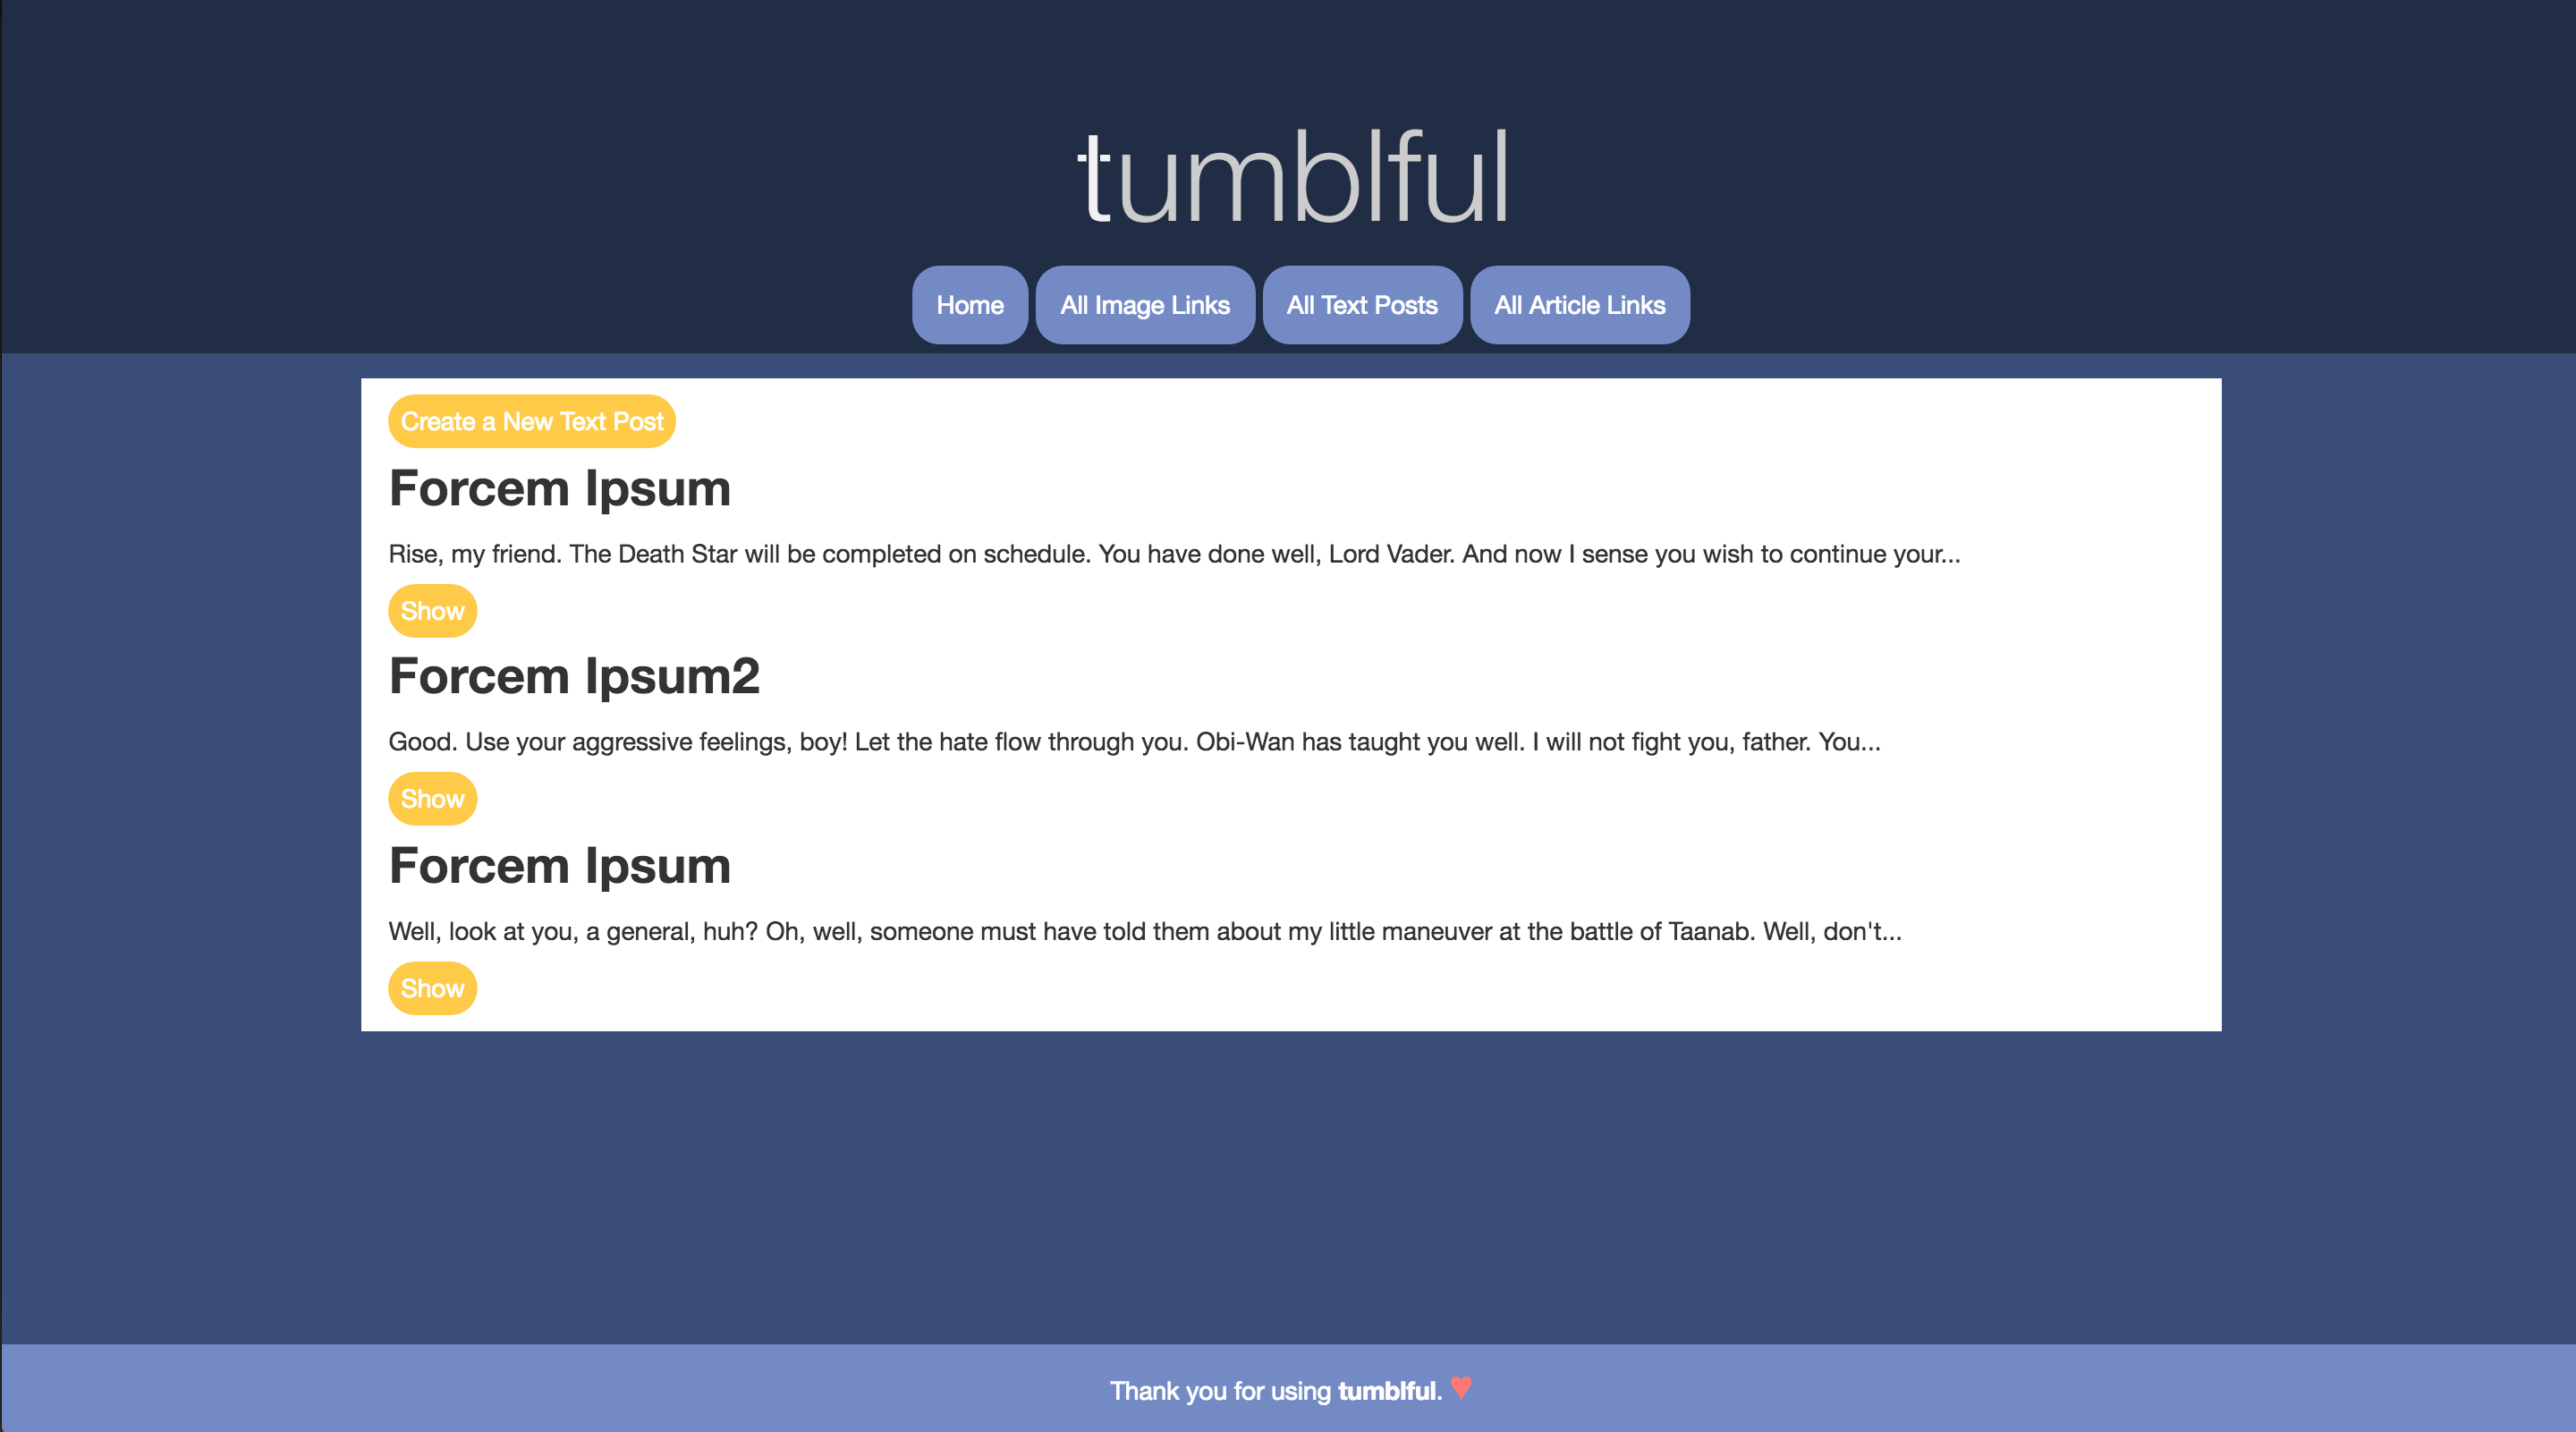 tumblful
Home All Image Links All Text Posts All Article Links
Create a New Text Post
Forcem Ipsum
Rise, my friend. The Death Star will be completed on schedule. You have done well, Lord Vader. And now I sense you wish to continue your...
Show
Forcem Ipsum2
Good. Use your aggressive feelings, boy! Let the hate flow through you. Obi-Wan has taught you well. I will not fight you, father. You...
Show
Forcem Ipsum
Well, look at you, a general, huh? Oh, well, someone must have told them about my little maneuver at the battle of Taanab. Well, don't...
Show
Thank you for using tumblful. ♥